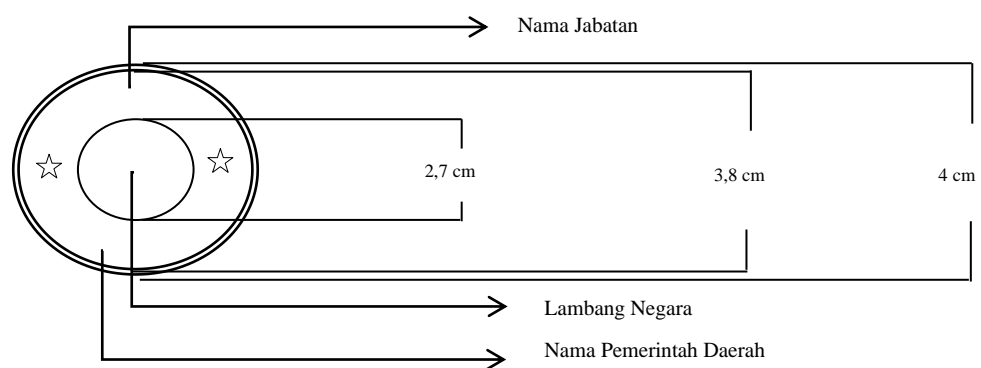 Nama Jabatan
2,7 cm
3,8 cm
4 cm
Lambang Negara
Nama Pemerintah Daerah